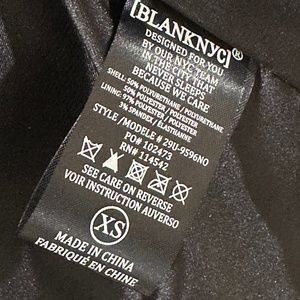 [BLANKNYC]®
DESIGNED FOR YOU
BY OUR NYC TEAM
IN THE CITY THAT
NEVER SLEEPS
BECAUSE WE CARE
SHELL: 50% POLYURETHANE / POLYURETHANE
50% POLYESTER / POLYESTER
LINING: 97% POLYESTER / POLYESTER
3% SPANDEX / ELASTHANNE
STYLE / MODELE # 29U-9596NO
PO# 102473
RN# 114542
SEE CARE ON REVERSE
VOIR INSTRUCTION AUVERSO
XS
MADE IN CHINA
FABRIQUÉ EN CHINE